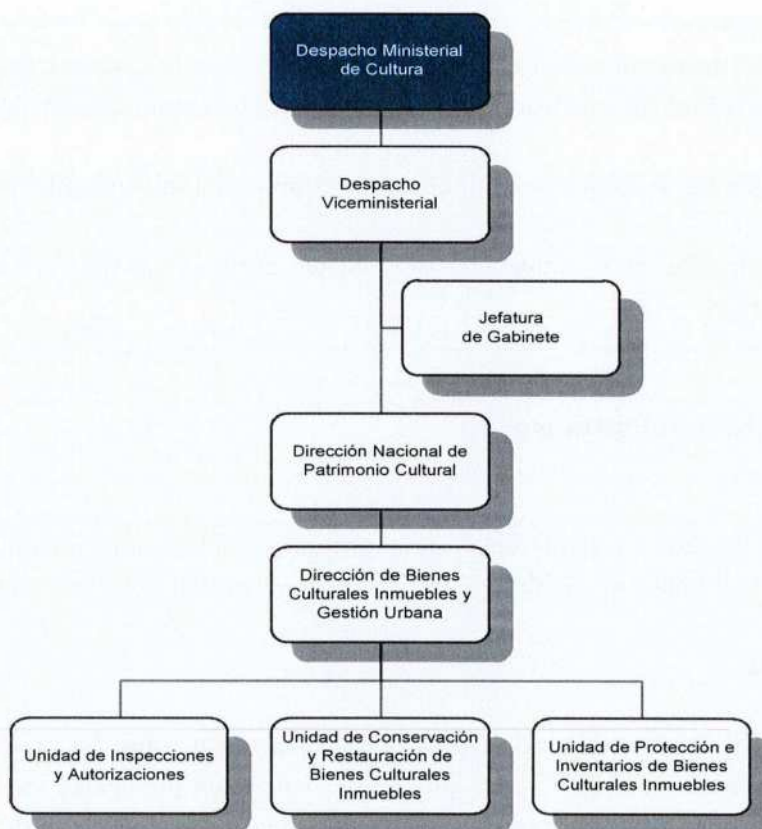 Despacho Ministerial
de Cultura
Despacho
Viceministerial
Jefatura
de Gabinete
Dirección Nacional de
Patrimonio Cultural
Dirección de Bienes
Culturales Inmuebles y
Gestión Urbana
Unidad de Inspecciones
y Autorizaciones
Unidad de Conservación
y Restauración de
Bienes Culturales
Inmuebles
Unidad de Protección e
Inventarios de Bienes
Culturales Inmuebles